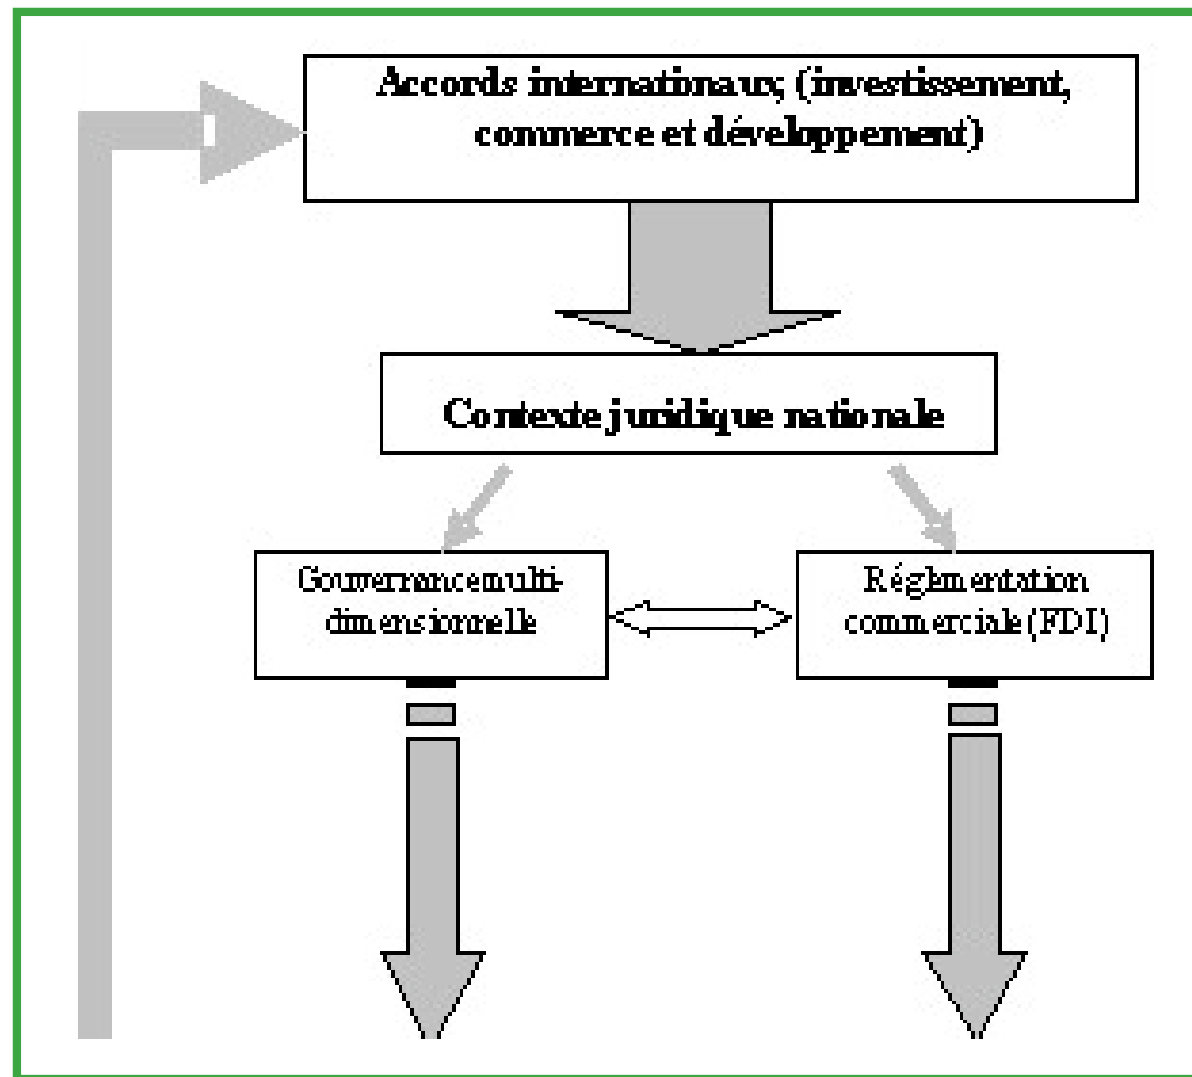 Accords internationaux; (investissement,
commerce et développement)
Contexte juridique nationale
Gouvernance multi-
dimensionnelle
Réglementation
commerciale (FDI)